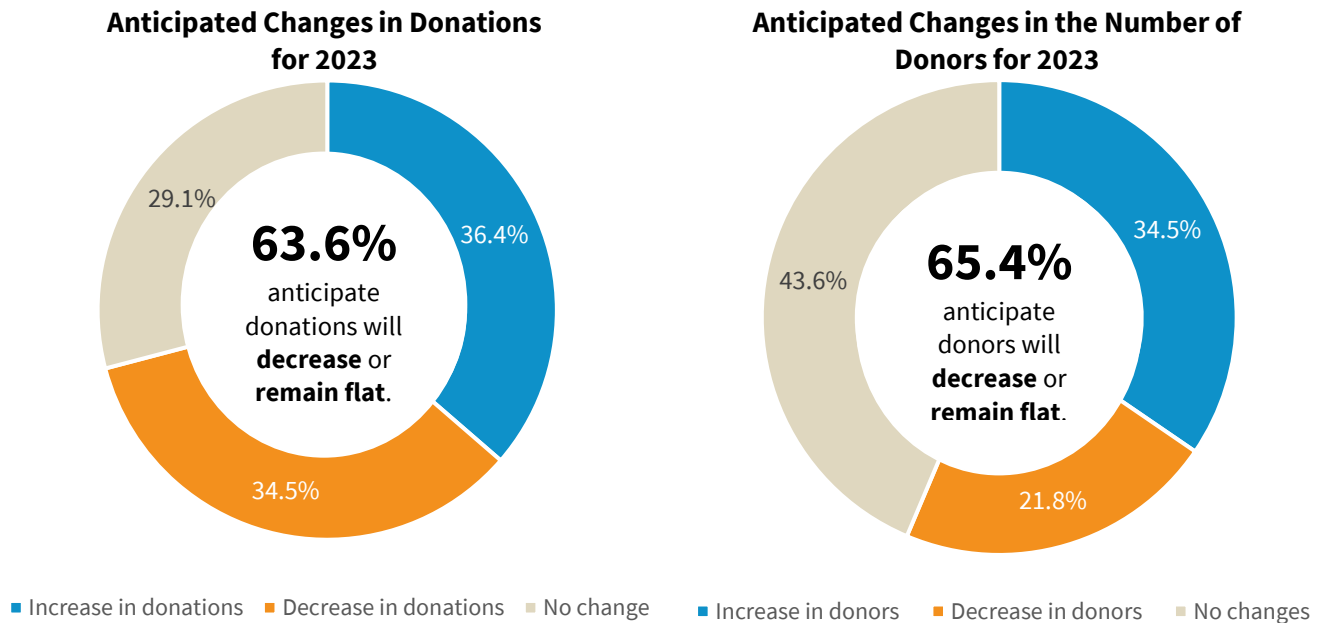 Anticipated Changes in Donations
for 2023
29.1%
36.4%
34.5%
63.6%
anticipate
donations will
decrease or
remain flat.
Increase in donations
Decrease in donations
No change
Anticipated Changes in the Number of
Donors for 2023
34.5%
43.6%
21.8%
65.4%
anticipate
donors will
decrease or
remain flat.
Increase in donors
Decrease in donors
No changes